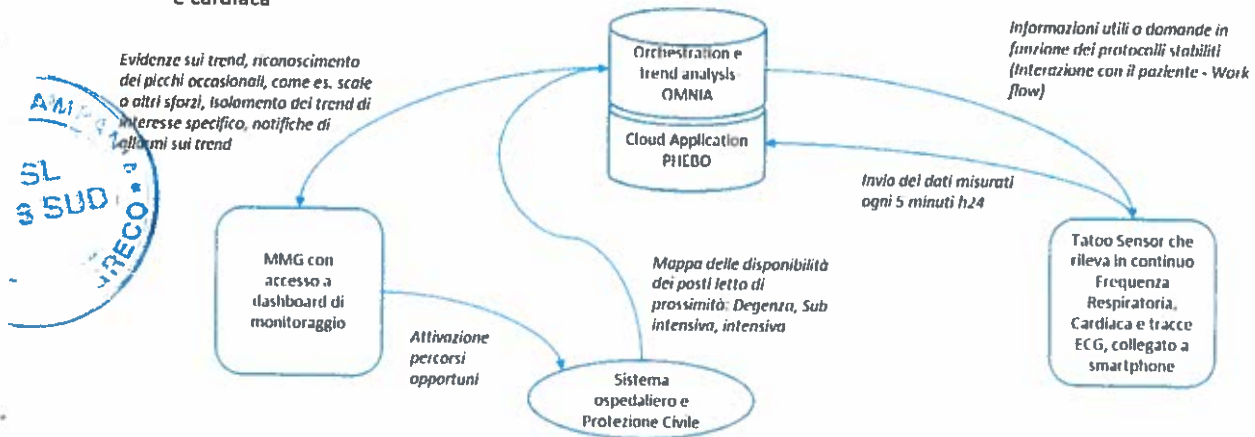 e cardiaca
Evidenze sui trend, riconoscimento
dei picchi occasionali, come es. scale
o altri sforzi, isolamento dei trend di
interesse specifico, notifiche di
allarmi sui trend
Orchestration e
trend analysis
OMNIA
Cloud Application
PHEBO
Informazioni utili o domande in
funzione dei protocolli stabiliti
(Interazione con il paziente - Work
flow)
Invio dei dati misurati
ogni 5 minuti h24
SL
3 SUD
MMG con
accesso a
dashboard di
monitoraggio
Mappa delle disponibilità
dei posti letto di
prossimità: Degenza, Sub
intensiva, intensiva
Tatoo Sensor che
rileva in continuo
Frequenza
Respiratoria,
Cardiaca e tracce
ECG, collegato a
smartphone
Attivazione
percorsi
opportuni
Sistema
ospedaliero e
Protezione Civile